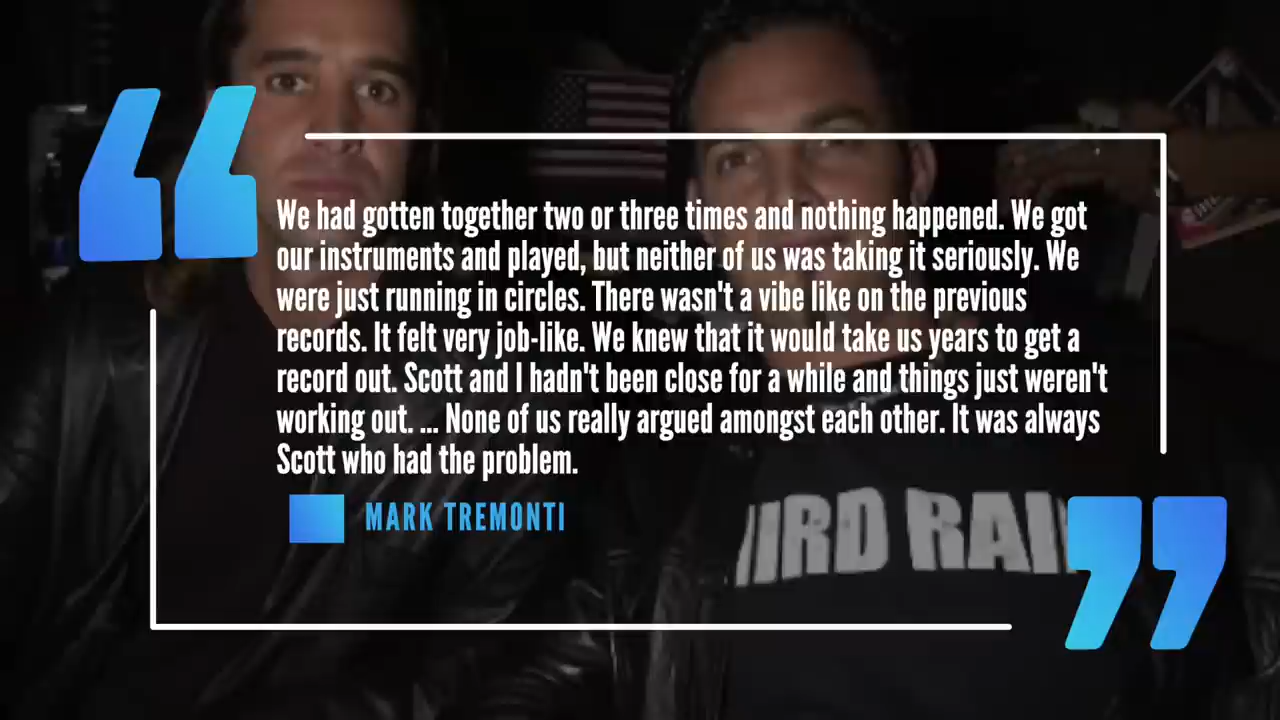 We had gotten together two or three times and nothing happened. We got
our instruments and played, but neither of us was taking it seriously. We
were just running in circles. There wasn't a vibe like on the previous
records. It felt very job-like. We knew that it would take us years to get a
record out. Scott and I hadn't been close for a while and things just weren't
working out. ... None of us really argued amongst each other. It was always
Scott who had the problem.
MARK TREMONTI